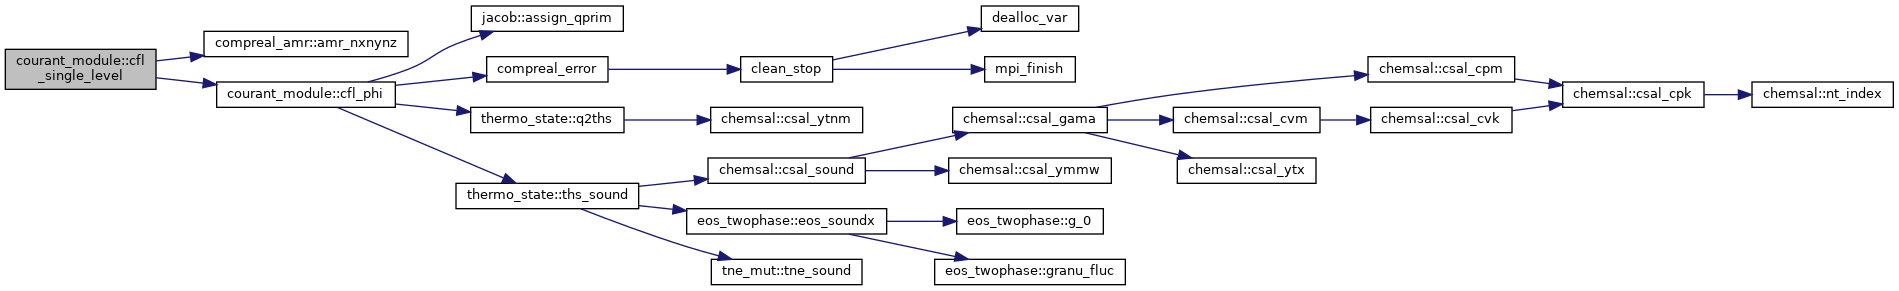 courant_module::cfl
_single_level
compreal_amr::amr_nxnynz
courant_module::cfl_phi
jacob::assign_qprim
compreal_error
thermo_state::q2ths
thermo_state::ths_sound
clean_stop
chemsal::csal_ytnm
chemsal::csal_sound
eos_twophase::eos_soundx
tne_mut::tne_sound
dealloc_var
mpi_finish
chemsal::csal_gama
chemsal::csal_ymmw
eos_twophase::g_0
eos_twophase::granu_fluc
chemsal::csal_cvm
chemsal::csal_ytx
chemsal::csal_cpm
chemsal::csal_cvk
chemsal::csal_cpk
chemsal::nt_index